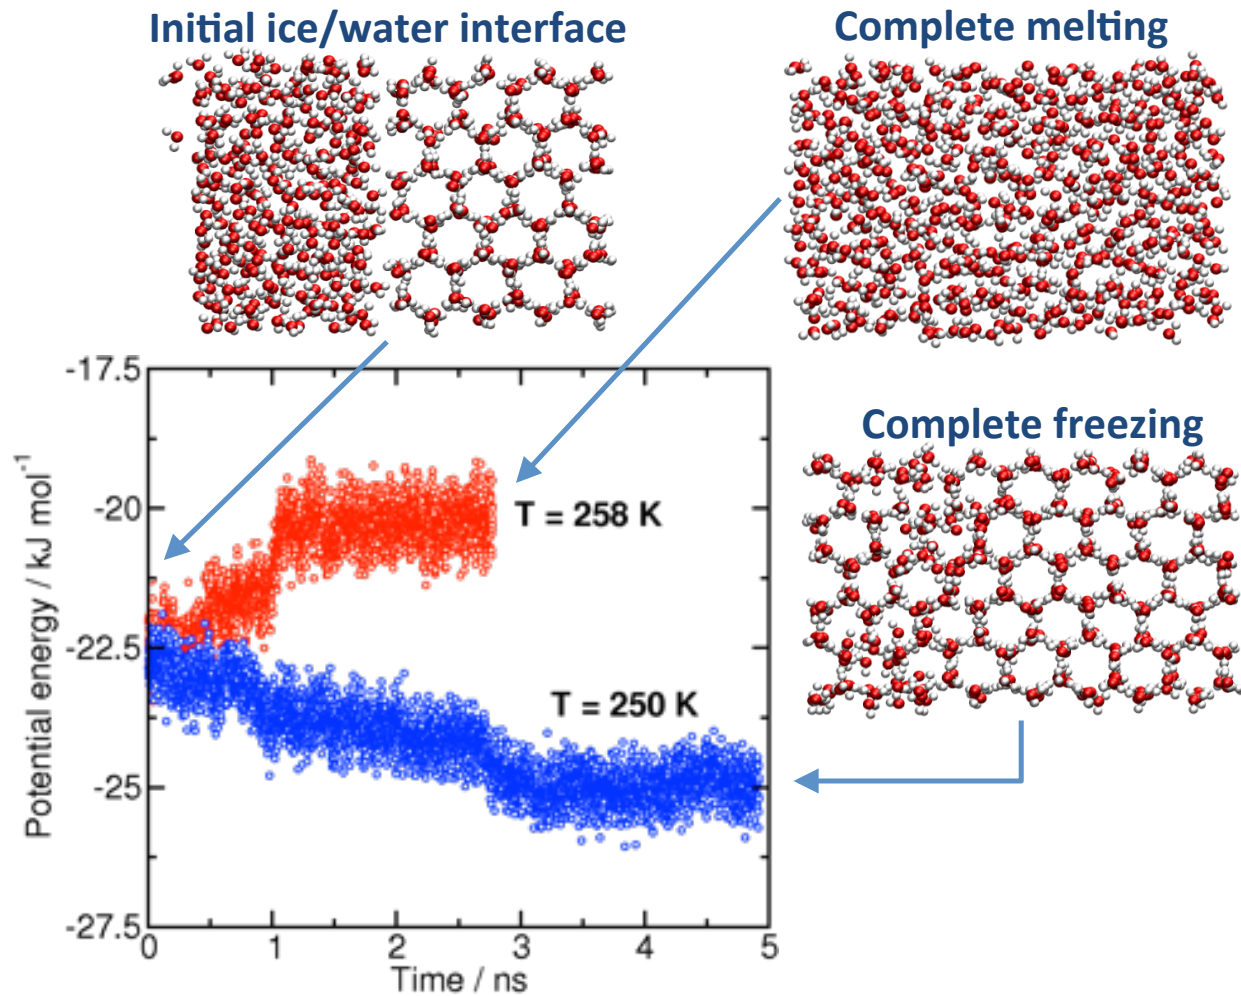 Initial ice/water interface
Complete melting
Complete freezing
-17.5
-20
-22.5
-25
-27.5
Potential energy / kJ mol⁻¹
T = 258 K
T = 250 K
0 1 2 3 4 5
Time / ns